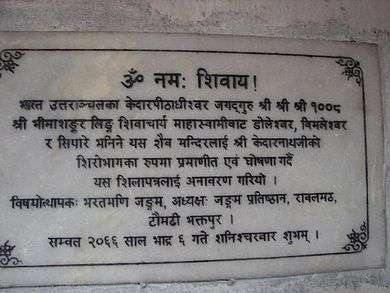 ॐ नमः शिवाय!
भारत उत्तराञ्चलका केदारपीठाधीश्वर जगद्गुरु श्री श्री श्री १००८
श्री भीमाशङ्कर लिङ्ग शिवाचार्य माहास्वामीबाट डोलेश्वर, विमलेश्वर
र सिपारे भनिने यस शैव मन्दिरलाई श्री केदारनाथजीको
शिरोभागका रुपमा प्रमाणीत एवं घोषणा गर्दै
यस शिलापत्रलाई अनावरण गरियो ।
विषयोत्थापकः भरतमणि जङ्गम, अध्यक्षः जङ्गम प्रतिष्ठान, रावलमठ,
टौमढी भक्तपुर ।
सम्वत २०६६ साल भाद्र ६ गते शनिश्चरवार शुभम् ।